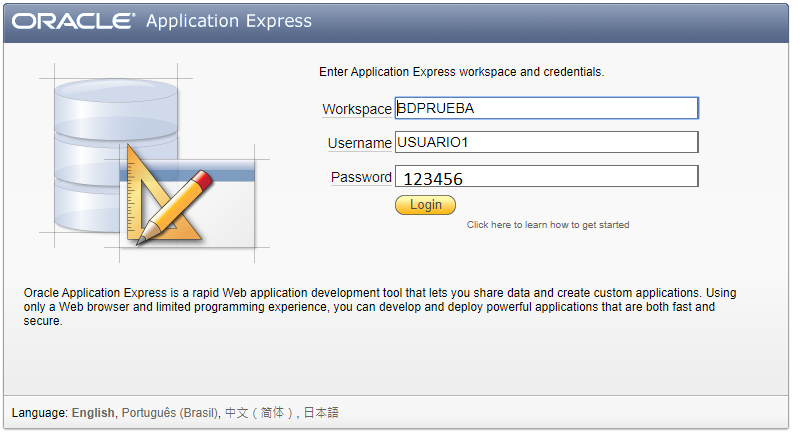 ORACLE® Application Express
Enter Application Express workspace and credentials.
Workspace BDPRUEBA
Username USUARIO1
Password 123456
Login
Click here to learn how to get started
Oracle Application Express is a rapid Web application development tool that lets you share data and create custom applications. Using
only a Web browser and limited programming experience, you can develop and deploy powerful applications that are both fast and
secure.
Language: English, Português (Brasil), 中文（简体）, 日本語